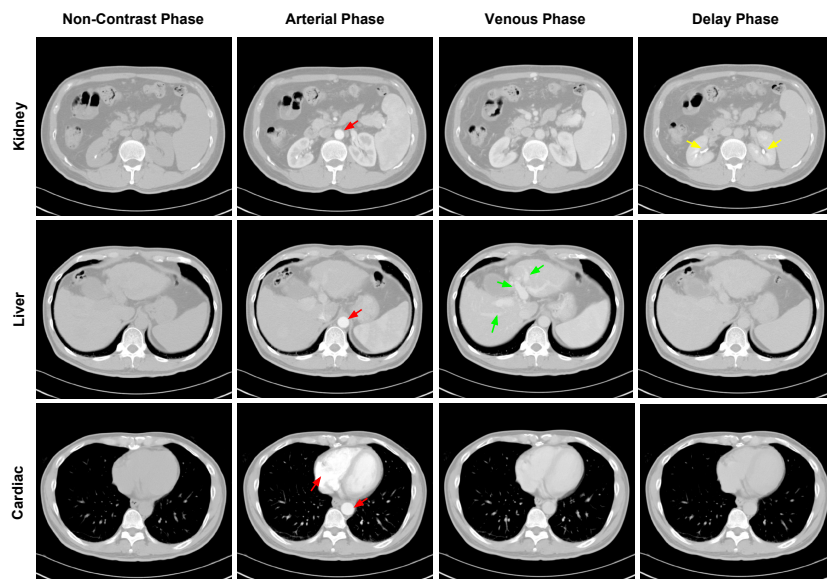 Non-Contrast Phase
Arterial Phase
Venous Phase
Delay Phase
Kidney
Liver
Cardiac